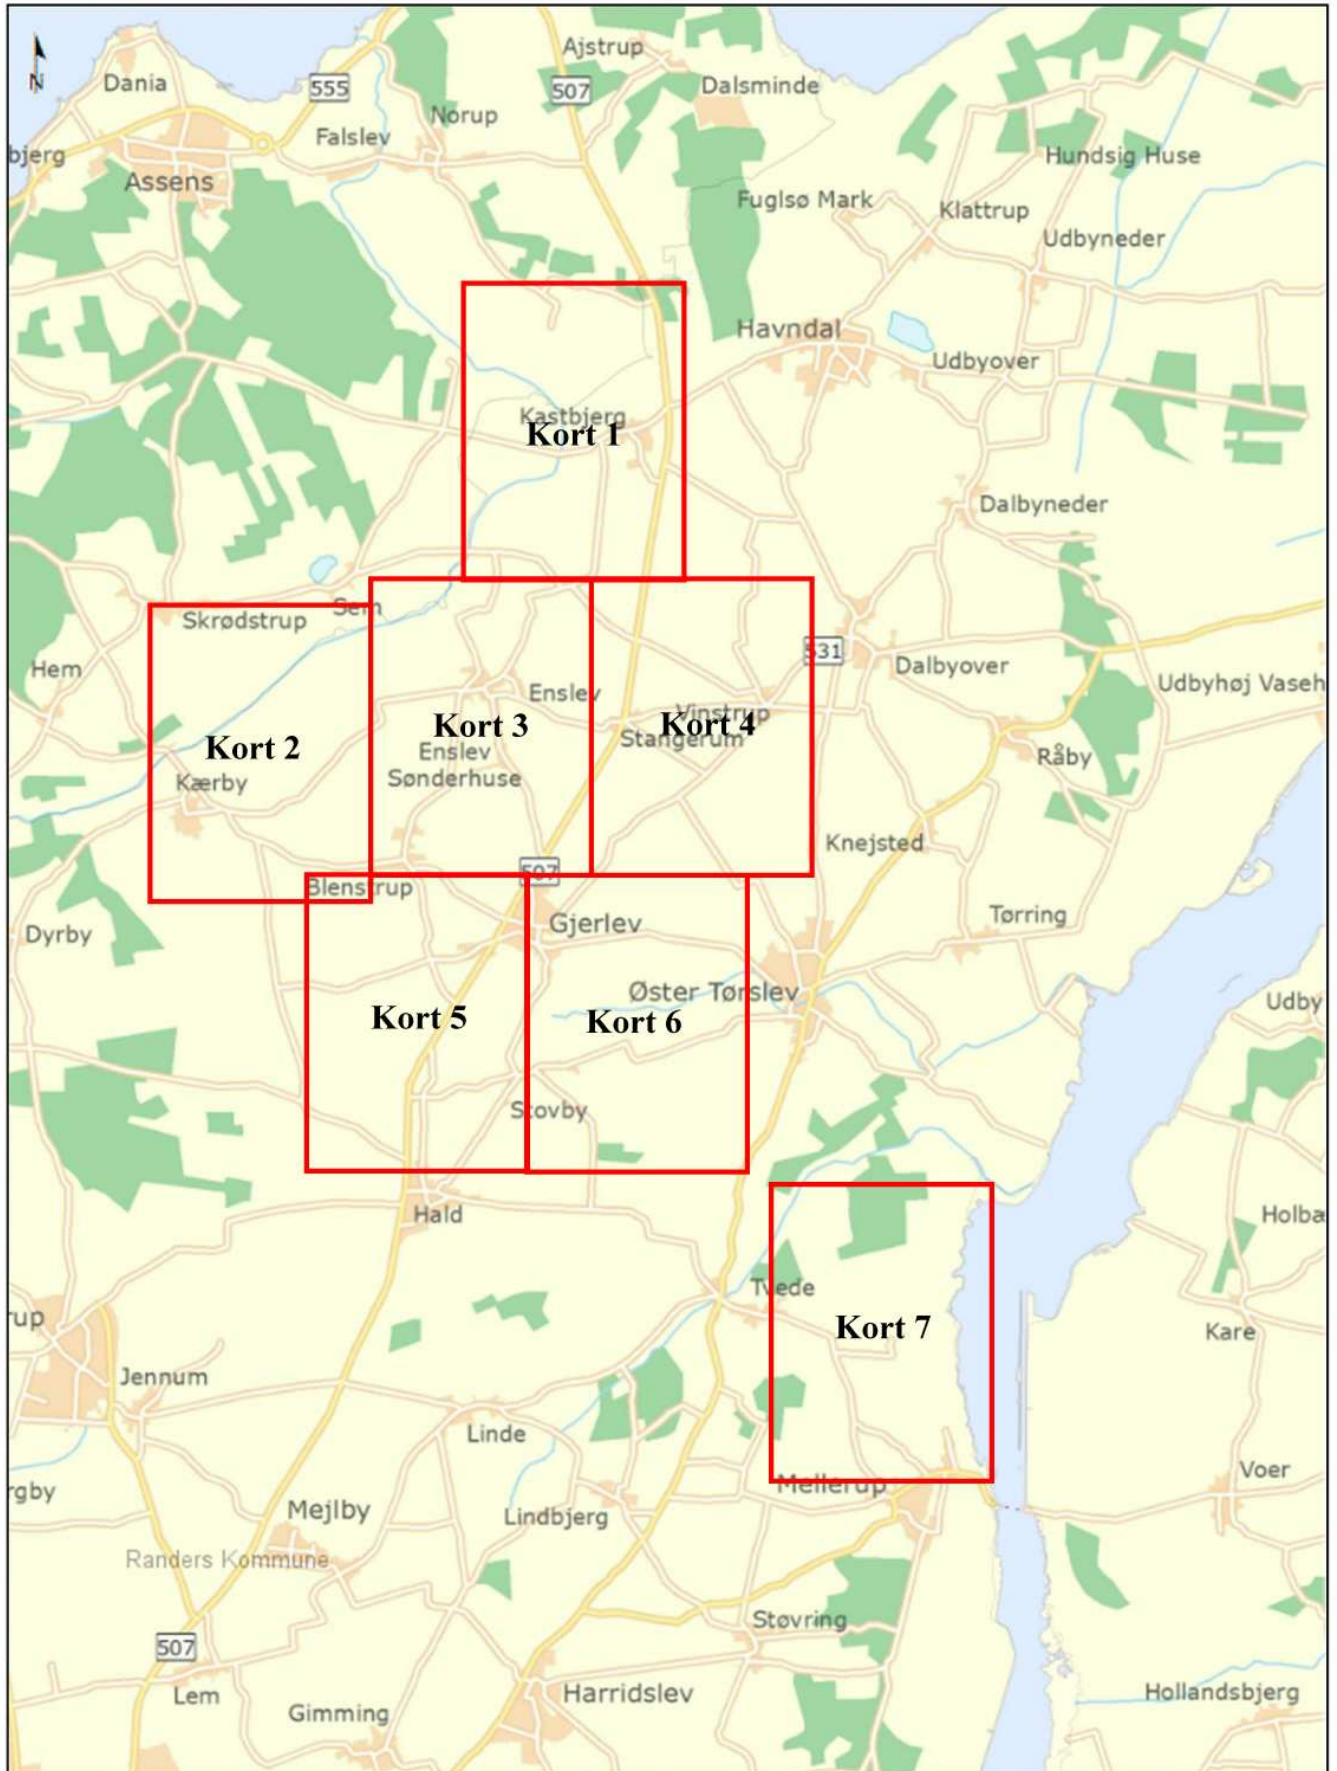 Ajstrup
N
Dania
555
507
Dalsminde
Norup
Falslev
bjerg
Hundsig Huse
Assens
Fuglsø Mark
Klattrup
Udbyneder
Havndal
Udbyover
Kastbjerg
Kort 1
Dalbyneder
Sem
Skrødstrup
531
Hem
Dalbyover
Udbyhøj Vaseh
Enslev
Vinstrup
Kort 3
Kort 4
Stangerum
Kort 2
Enslev
Sønderhuse
Råby
Kærby
Knejsted
507
Blenstrup
Tørring
Gjerlev
Dyrby
Øster Tørslev
Udby
Kort 5
Kort 6
Stovby
Hald
Holba
Tvede
rup
Kort 7
Kare
Jennum
Linde
Voer
Mellerup
rgby
Mejlby
Lindbjerg
Randers Kommune
Støvring
507
Lem
Harridslev
Hollandsbjerg
Gimming